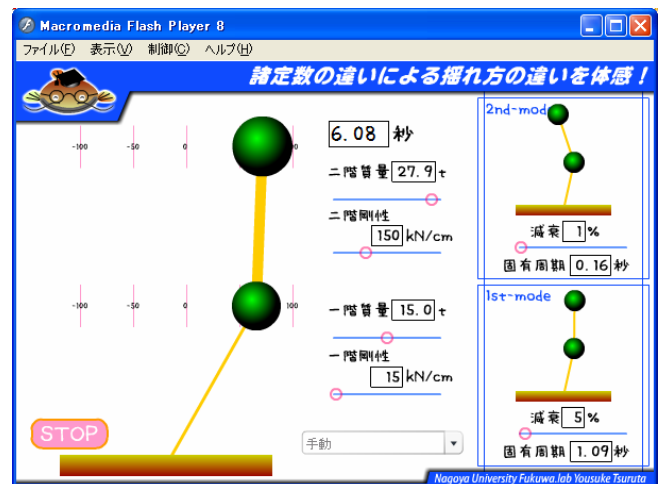 Macromedia Flash Player 8
ファイル(F) 表示(V) 制御(C) ヘルプ(H)
諸定数の違いによる揺れ方の違いを体感！
-100 -50 0
6.08 秒
二階質量 27.9 t
二階剛性
150 kN/cm
-100 -50 0 100
一階質量 15.0 t
一階剛性
15 kN/cm
STOP
手動
2nd-mod
減衰 1 %
固有周期 0.16 秒
1st-mode
減衰 5 %
固有周期 1.09 秒
Nagoya University Fukuwa.lab Yousuke Tsuruta